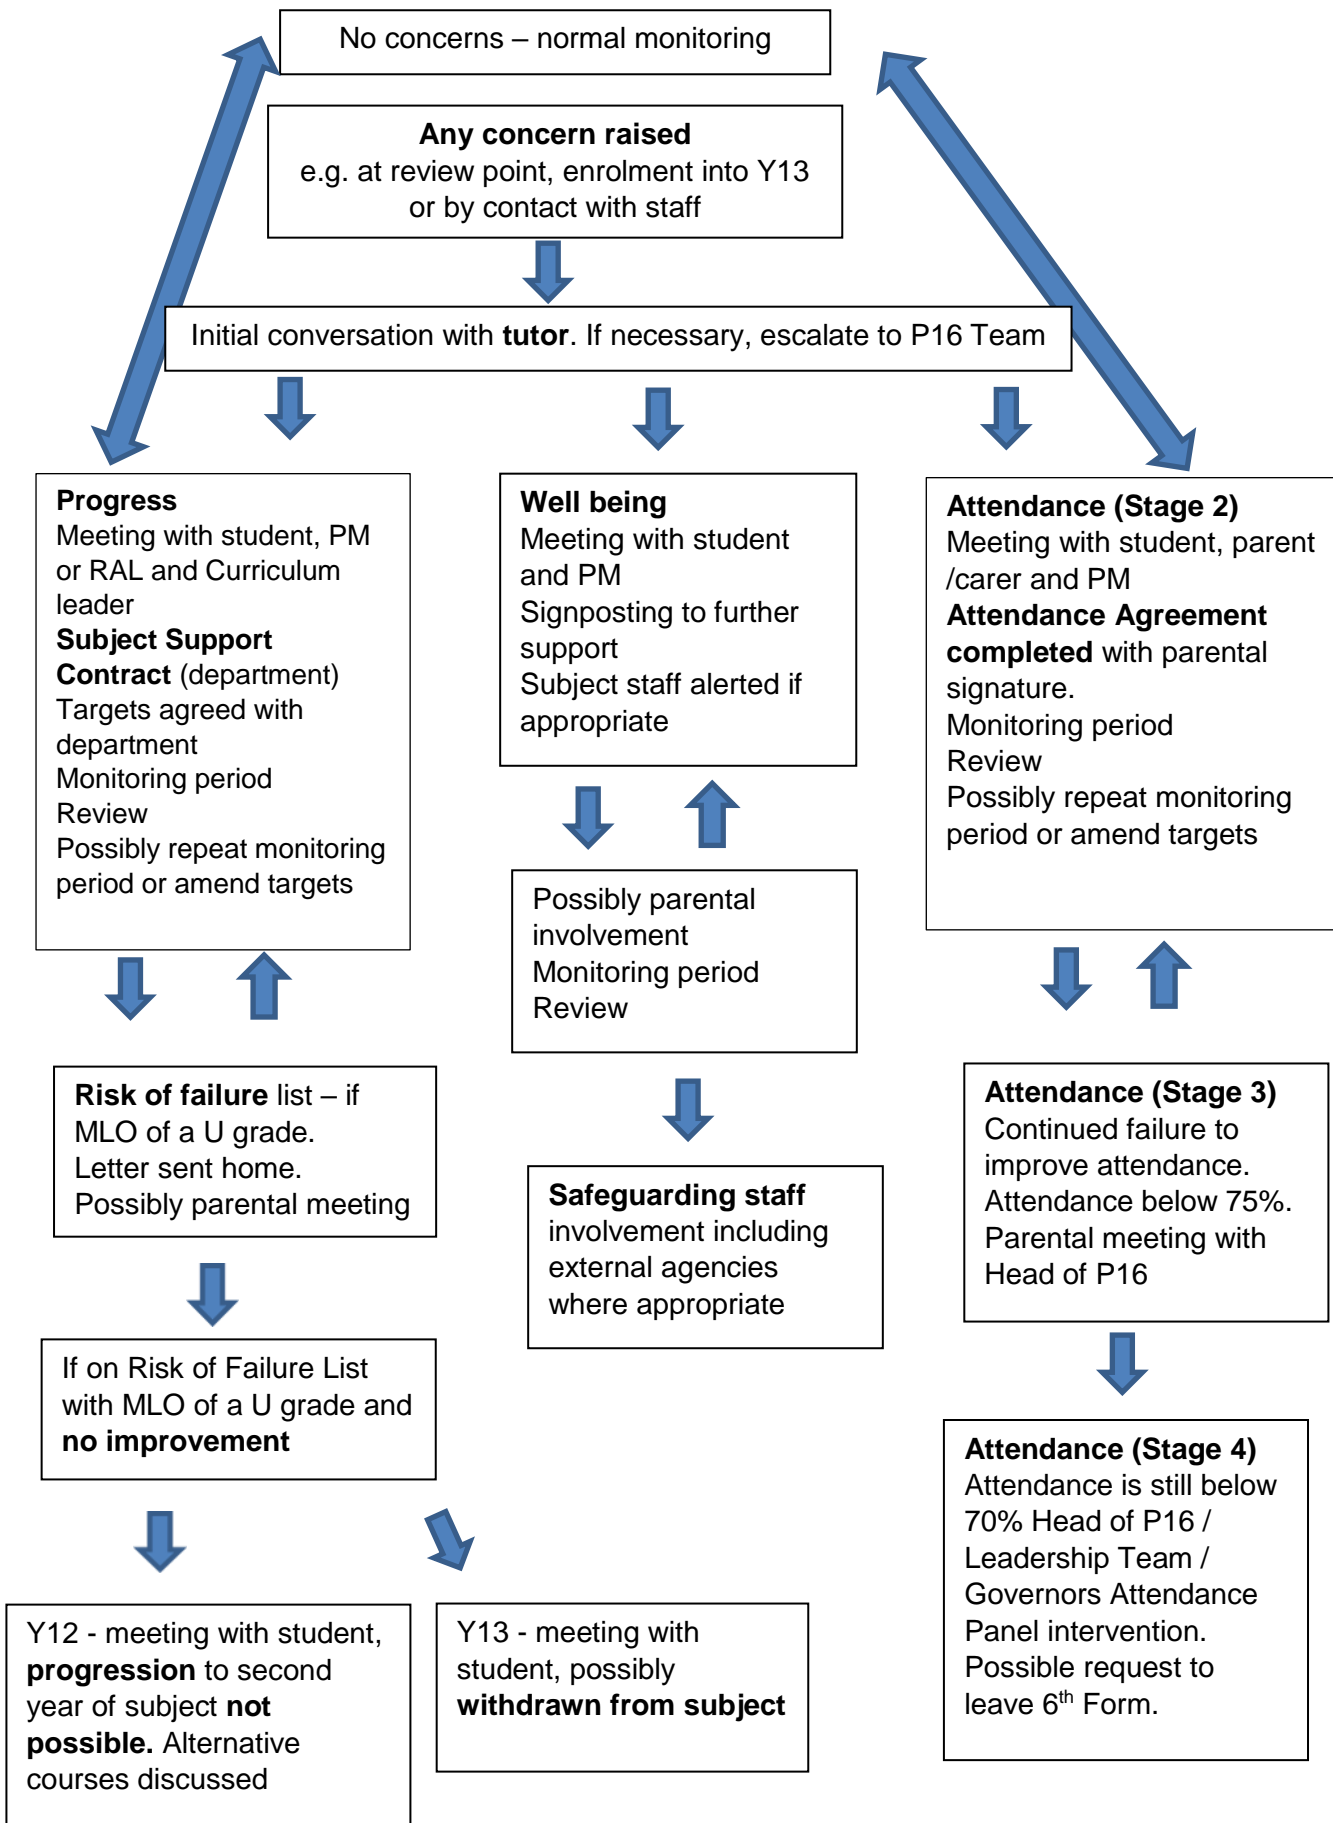 No concerns – normal monitoring
Any concern raised
e.g. at review point, enrolment into Y13
or by contact with staff
Initial conversation with tutor. If necessary, escalate to P16 Team
Progress
Meeting with student, PM
or RAL and Curriculum
leader
Subject Support
Contract (department)
Targets agreed with
department
Monitoring period
Review
Possibly repeat monitoring
period or amend targets
Well being
Meeting with student
and PM
Signposting to further
support
Subject staff alerted if
appropriate
Attendance (Stage 2)
Meeting with student, parent
/carer and PM
Attendance Agreement
completed with parental
signature.
Monitoring period
Review
Possibly repeat monitoring
period or amend targets
Possibly parental
involvement
Monitoring period
Review
Risk of failure list – if
MLO of a U grade.
Letter sent home.
Possibly parental meeting
Safeguarding staff
involvement including
external agencies
where appropriate
Attendance (Stage 3)
Continued failure to
improve attendance.
Attendance below 75%.
Parental meeting with
Head of P16
If on Risk of Failure List
with MLO of a U grade and
no improvement
Attendance (Stage 4)
Attendance is still below
70% Head of P16 /
Leadership Team /
Governors Attendance
Panel intervention.
Possible request to
leave 6th Form.
Y12 - meeting with student,
progression to second
year of subject not
possible. Alternative
courses discussed
Y13 - meeting with
student, possibly
withdrawn from subject